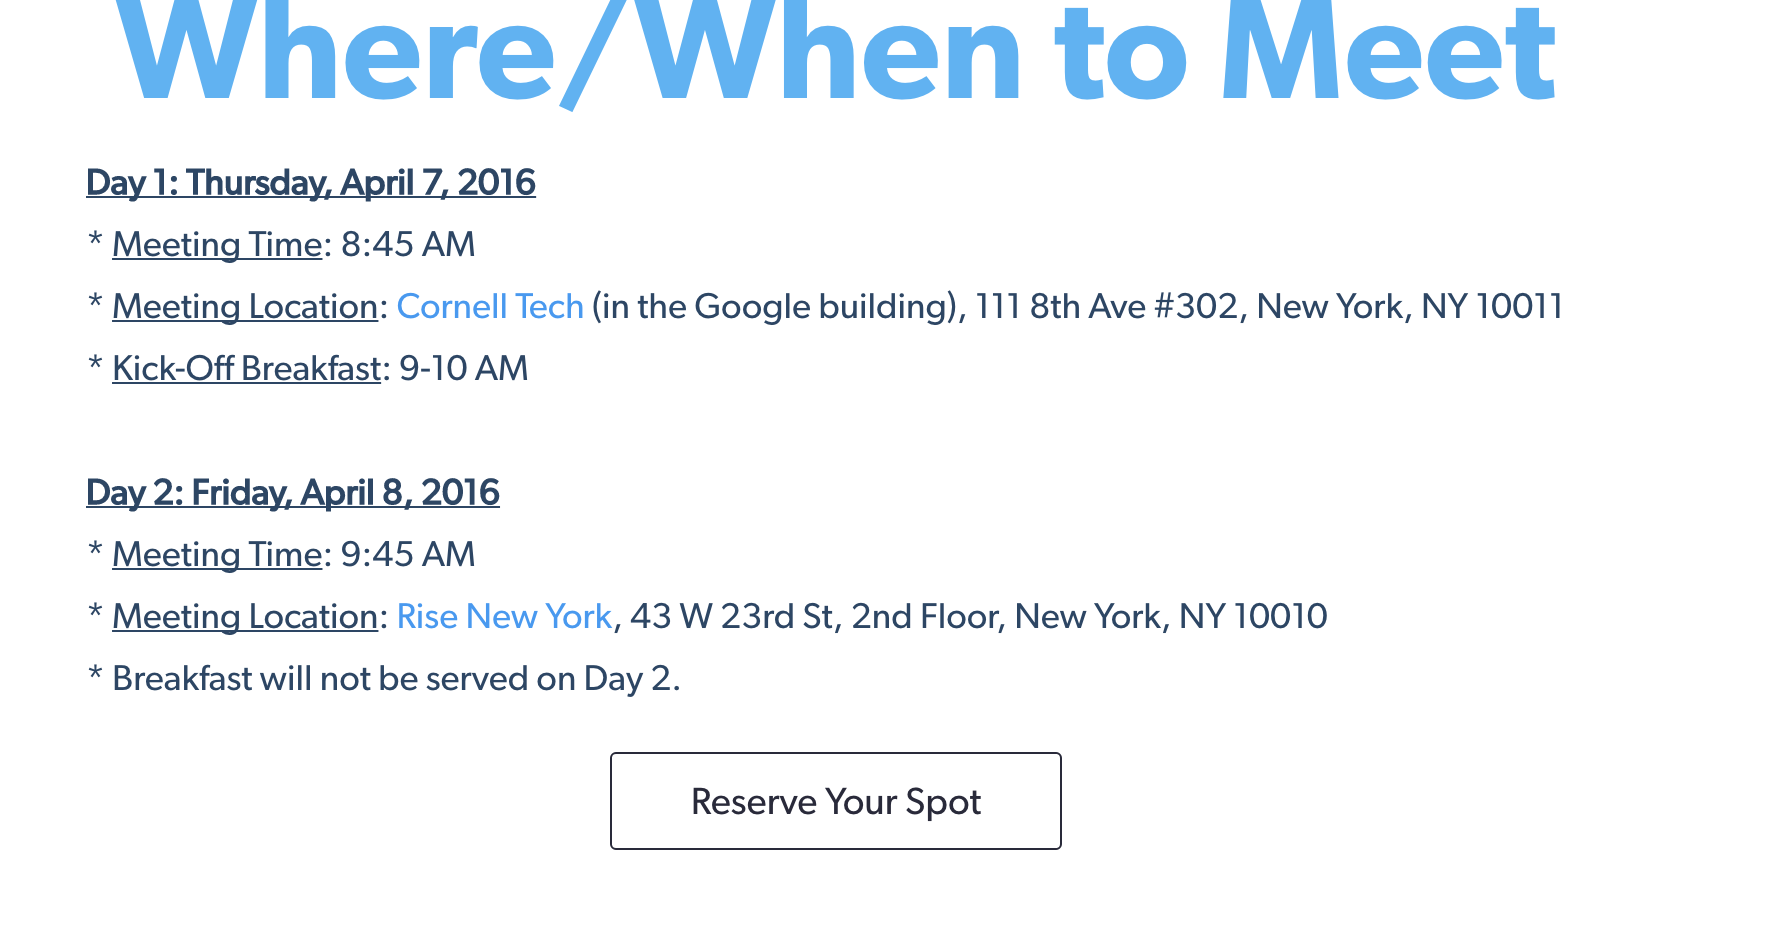 Where/When to Meet
Day 1: Thursday, April 7, 2016
* Meeting Time: 8:45 AM
* Meeting Location: Cornell Tech (in the Google building), 111 8th Ave #302, New York, NY 10011
* Kick-Off Breakfast: 9-10 AM
Day 2: Friday, April 8, 2016
* Meeting Time: 9:45 AM
* Meeting Location: Rise New York, 43 W 23rd St, 2nd Floor, New York, NY 10010
* Breakfast will not be served on Day 2.
Reserve Your Spot